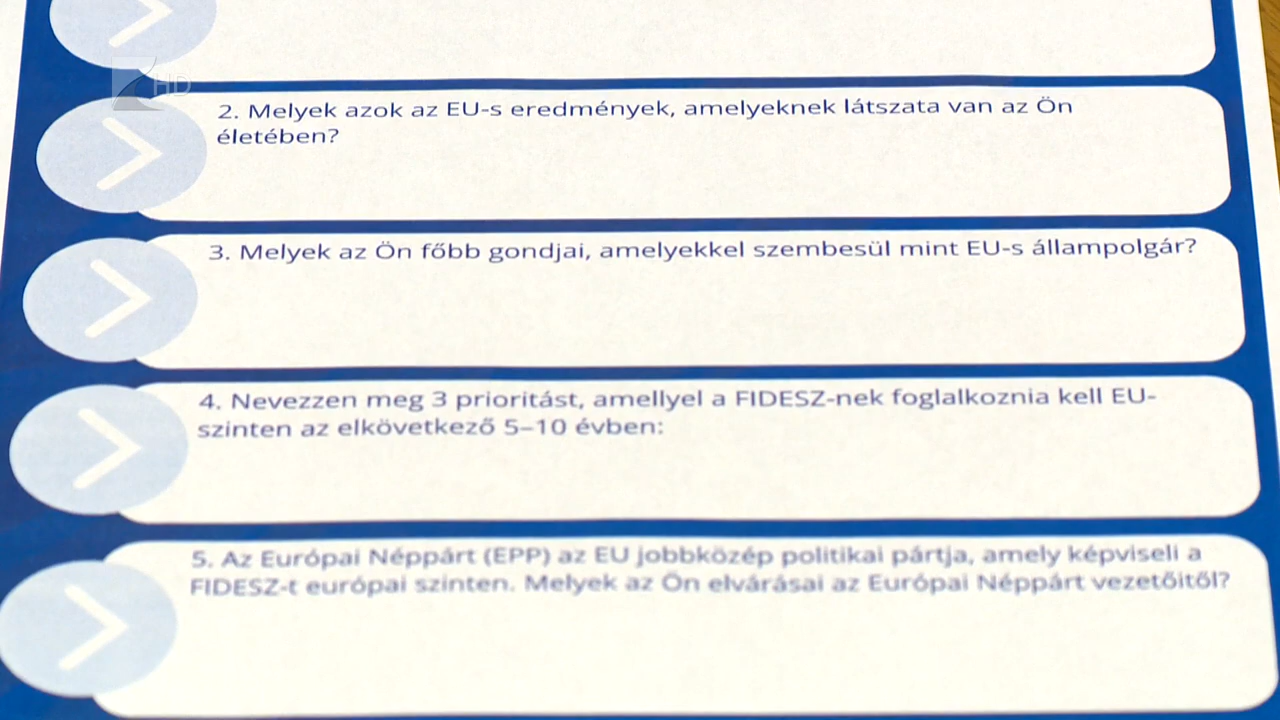 HD
2. Melyek azok az EU-s eredmények, amelyeknek látszata van az Ön
életében?
3. Melyek az Ön főbb gondjai, amelyekkel szembesül mint EU-s állampolgár?
4. Nevezzen meg 3 prioritást, amellyel a FIDESZ-nek foglalkoznia kell EU-
szinten az elkövetkező 5–10 évben:
5. Az Európai Néppárt (EPP) az EU jobbközép politikai pártja, amely képviseli a
FIDESZ-t európai szinten. Melyek az Ön elvárásai az Európai Néppárt vezetőitől?